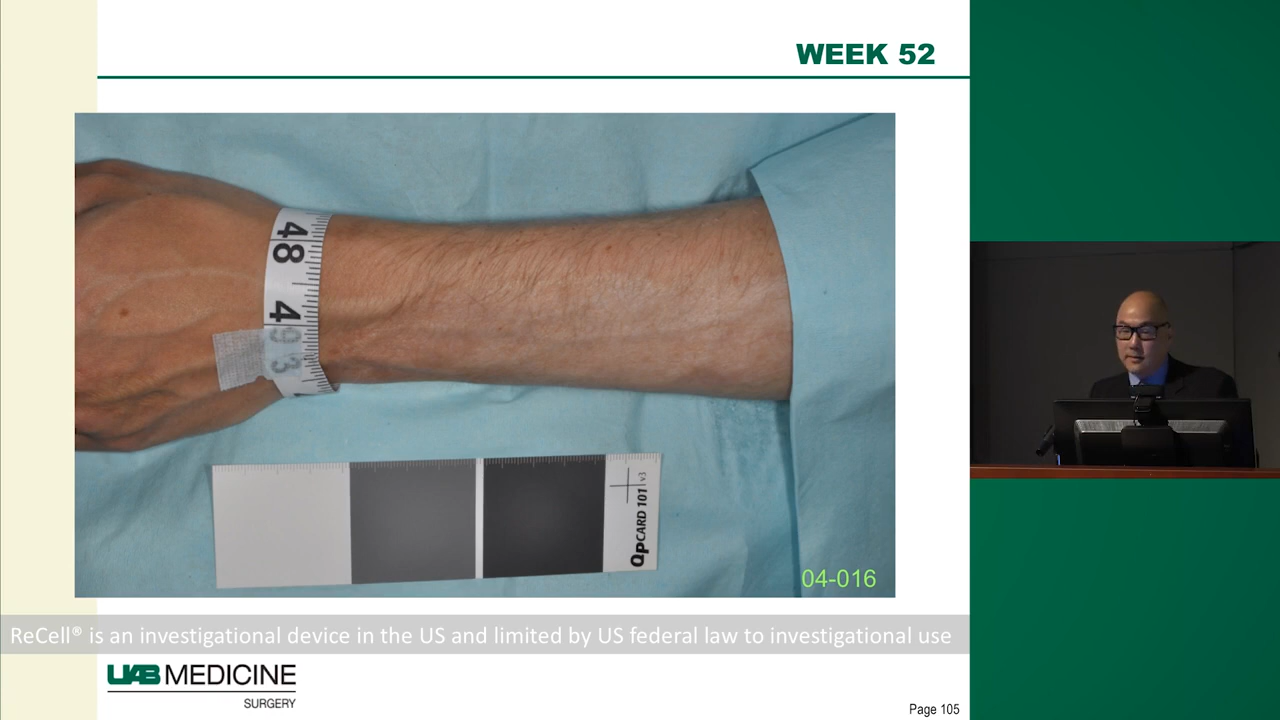 WEEK 52
48
4
9
3
QPCARD 101 v3
04-016
ReCell® is an investigational device in the US and limited by US federal law to investigational use
UAB MEDICINE
SURGERY
Page 105